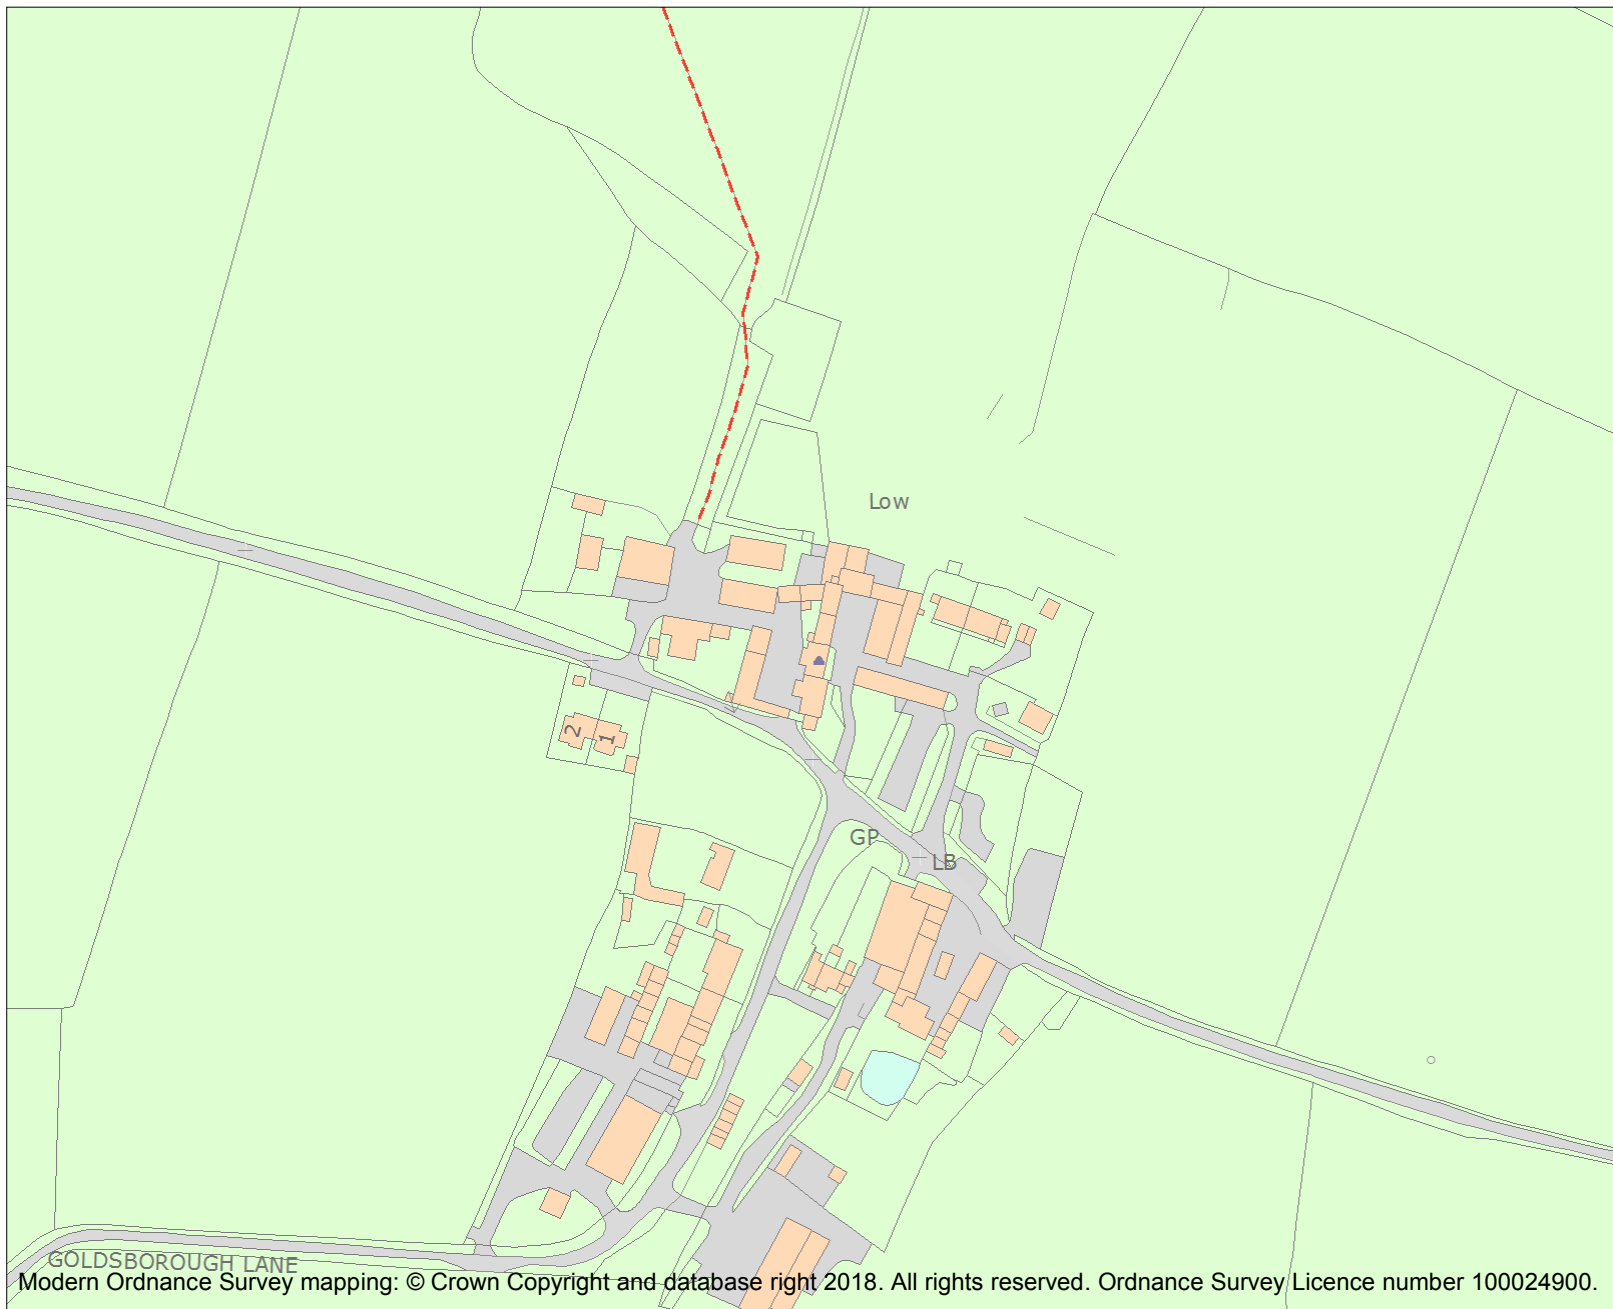 Low
2
1
GP
LB
GOLDSBOROUGH LANE
Modern Ordnance Survey mapping: © Crown Copyright and database right 2018. All rights reserved. Ordnance Survey Licence number 100024900.